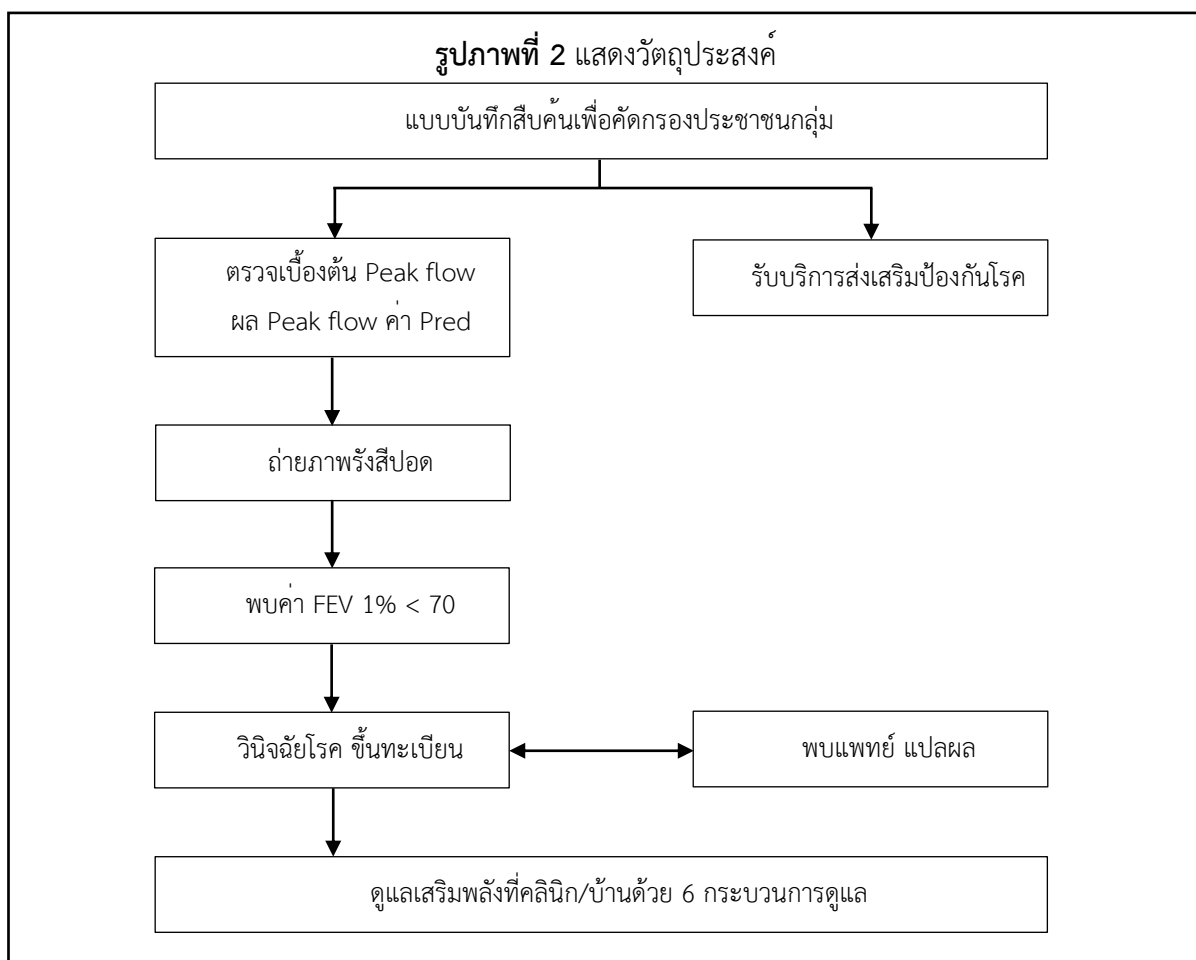 รูปภาพที่ 2 แสดงวัตถุประสงค์
แบบบันทึกสืบค้นเพื่อคัดกรองประชาชนกลุ่ม
ตรวจเบื้องต้น Peak flow
ผล Peak flow ค่า Pred
รับบริการส่งเสริมป้องกันโรค
ถ่ายภาพรังสีปอด
พบค่า FEV 1% < 70
วินิจฉัยโรค ขึ้นทะเบียน
พบแพทย์ แปลผล
ดูแลเสริมพลังที่คลินิก/บ้านด้วย 6 กระบวนการดูแล